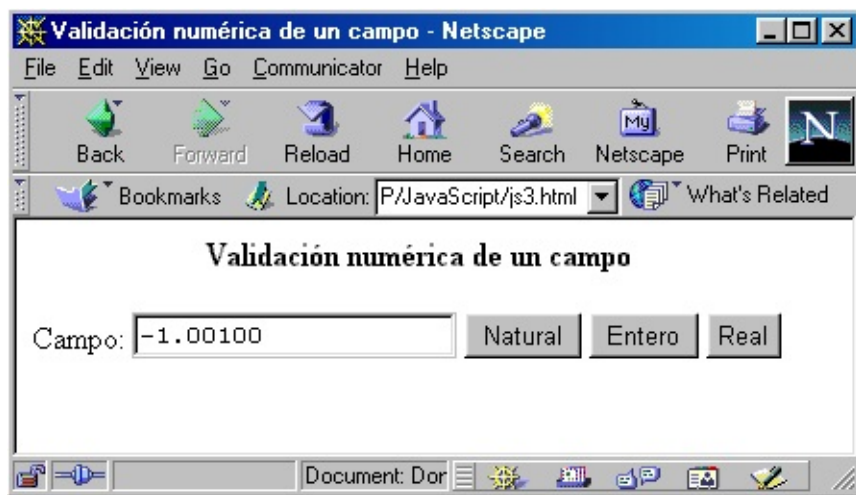 Validación numérica de un campo - Netscape
File Edit View Go Communicator Help
Back Forward Reload Home Search My Netscape Print N
Bookmarks Location: P/JavaScript/js3.html What's Related
Validación numérica de un campo
Campo: -1.00100 Natural Entero Real
Document: Dor